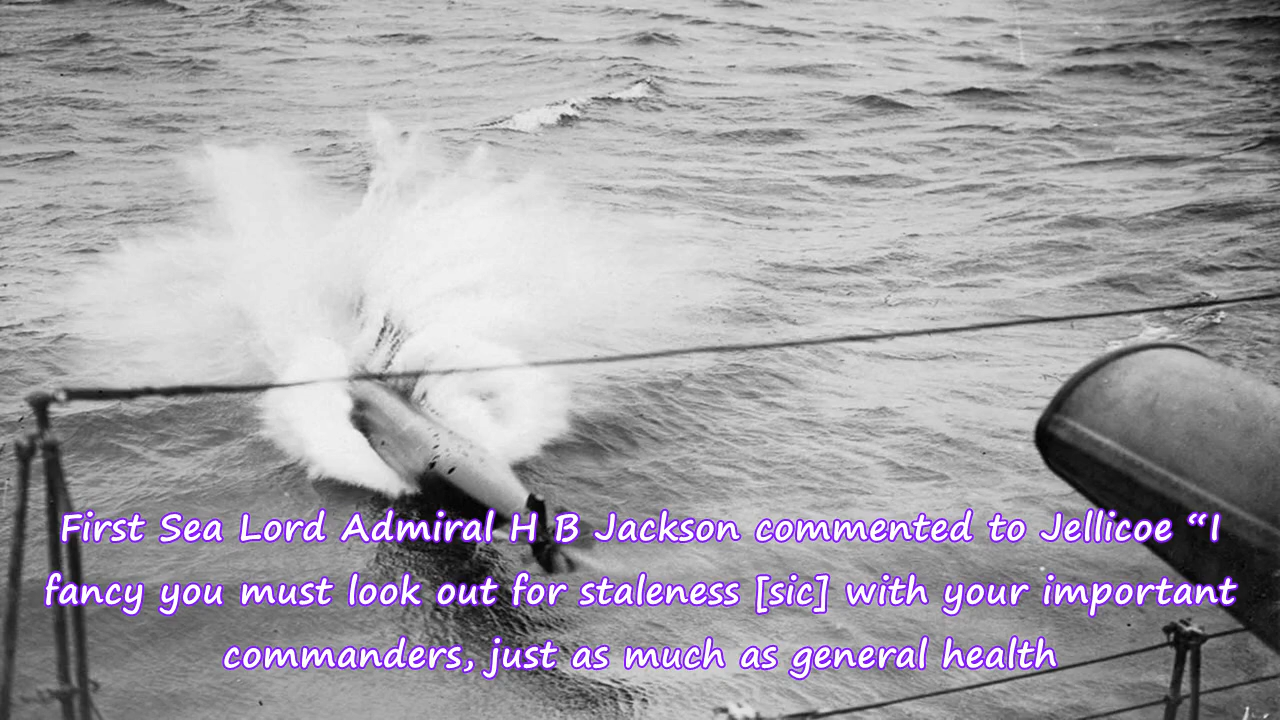 First Sea Lord Admiral H B Jackson commented to Jellicoe “I
fancy you must look out for staleness [sic] with your important
commanders, just as much as general health